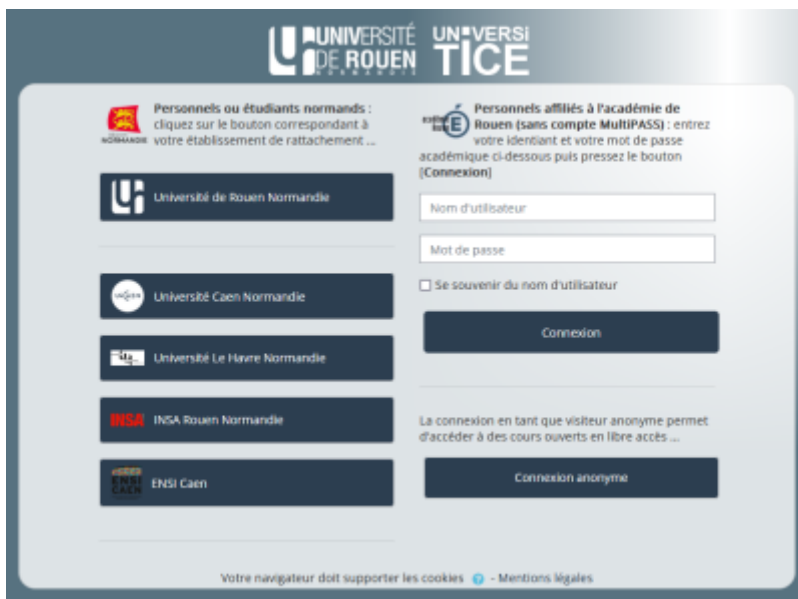 UNIVERSITÉ
DE ROUEN
NORMANDIE
UNIVERSI
TICE
Personnels ou étudiants normands :
cliquez sur le bouton correspondant à
votre établissement de rattachement ...
NORMANDIE
Université de Rouen Normandie
Université Caen Normandie
Université Le Havre Normandie
INSA
INSA Rouen Normandie
ENSI
CAEN
ENSI Caen
Personnels affiliés à l'académie de
Rouen (sans compte MultiPASS) : entrez
votre identiant et votre mot de passe
académique ci-dessous puis pressez le bouton
[Connexion]
Nom d'utilisateur
Mot de passe
Se souvenir du nom d'utilisateur
Connexion
La connexion en tant que visiteur anonyme permet
d'accéder à des cours ouverts en libre accès ...
Connexion anonyme
Votre navigateur doit supporter les cookies ? - Mentions légales